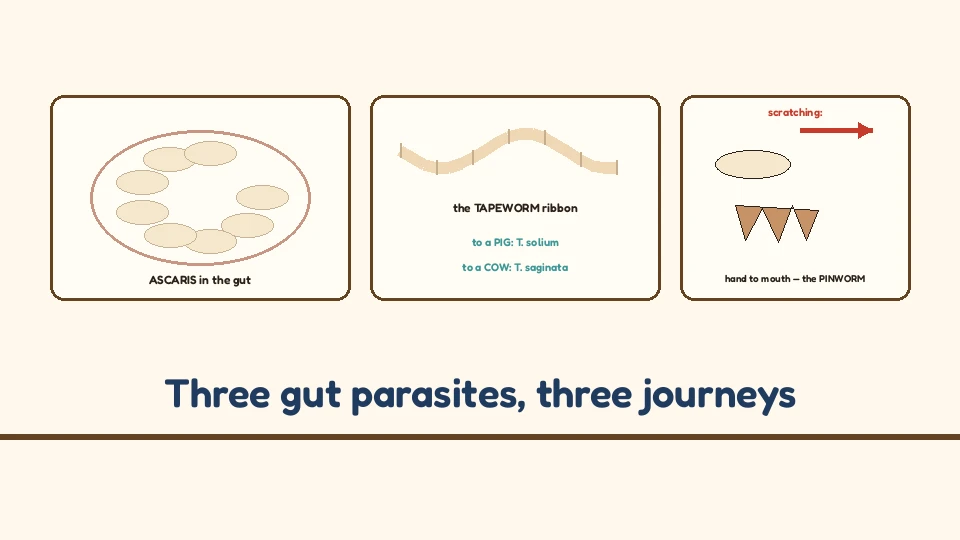 ASCARIS in the gut
the TAPEWORM ribbon
to a PIG: T. solium
to a COW: T. saginata
scratching:
hand to mouth — the PINWORM
Three gut parasites, three journeys